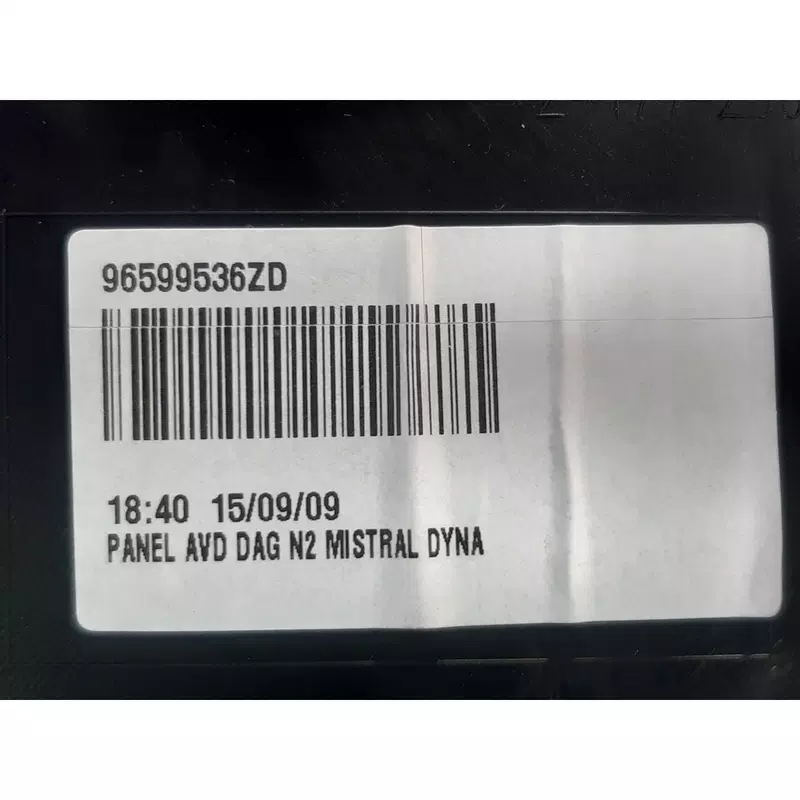 96599536ZD
18:40 15/09/09
PANEL AVD DAG N2 MISTRAL DYNA